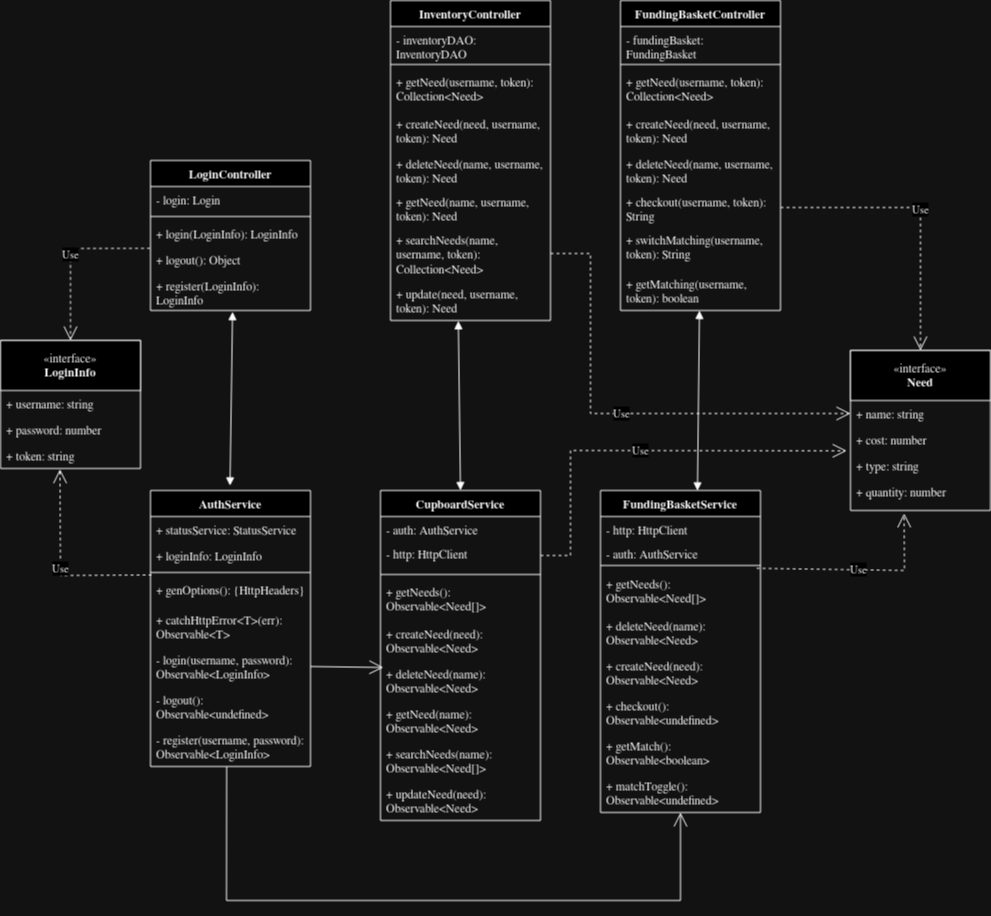 InventoryController
- inventoryDAO:
InventoryDAO
+ getNeed(username, token):
Collection<Need>
+ createNeed(need, username,
token): Need
+ deleteNeed(name, username,
token): Need
+ getNeed(name, username,
token): Need
+ searchNeeds(name,
username, token):
Collection<Need>
+ update(need, username,
token): Need
FundingBasketController
- fundingBasket:
FundingBasket
+ getNeed(username, token):
Collection<Need>
+ createNeed(need, username,
token): Need
+ deleteNeed(name, username,
token): Need
+ checkout(username, token):
String
+ switchMatching(username,
token): String
+ getMatching(username,
token): boolean
LoginController
- login: Login
+ login(LoginInfo): LoginInfo
+ logout(): Object
+ register(LoginInfo):
LoginInfo
Use
Use
«interface»
LoginInfo
+ username: string
+ password: number
+ token: string
«interface»
Need
+ name: string
+ cost: number
+ type: string
+ quantity: number
Use
Use
AuthService
+ statusService: StatusService
+ loginInfo: LoginInfo
+ genOptions(): {HttpHeaders}
+ catchHttpError<T>(err):
Observable<T>
- login(username, password):
Observable<LoginInfo>
- logout():
Observable<undefined>
- register(username, password):
Observable<LoginInfo>
CupboardService
- auth: AuthService
- http: HttpClient
+ getNeeds():
Observable<Need[]>
+ createNeed(need):
Observable<Need>
+ deleteNeed(name):
Observable<Need>
+ getNeed(name):
Observable<Need>
+ searchNeeds(name):
Observable<Need[]>
+ updateNeed(need):
Observable<Need>
FundingBasketService
- http: HttpClient
- auth: AuthService
+ getNeeds():
Observable<Need[]>
+ deleteNeed(name):
Observable<Need>
+ createNeed(need):
Observable<Need>
+ checkout():
Observable<undefined>
+ getMatch():
Observable<boolean>
+ matchToggle():
Observable<undefined>
Use
Use